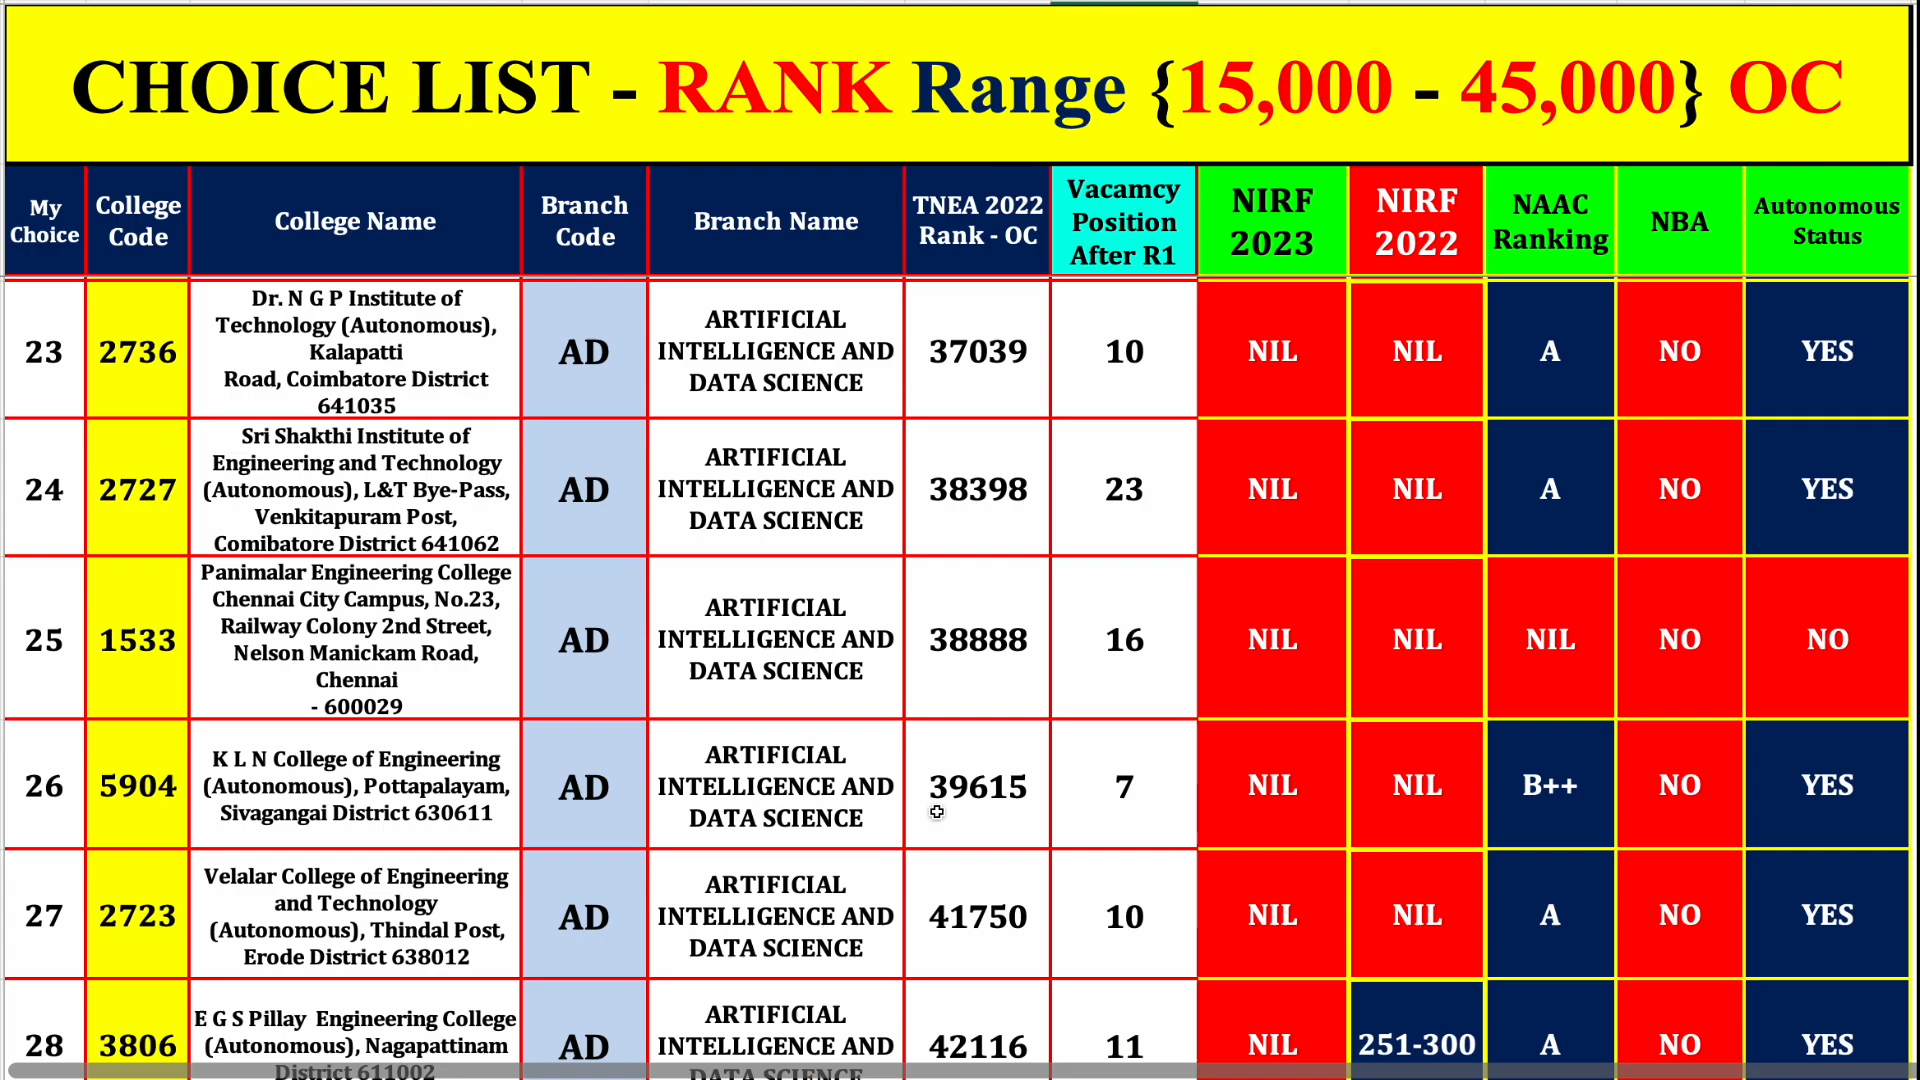 CHOICE LIST - RANK Range {15,000 - 45,000} OC
My
Choice
College
Code
College Name
Branch
Code
Branch Name
TNEA 2022
Rank - OC
Vacamcy
Position
After R1
NIRF
2023
NIRF
2022
NAAC
Ranking
NBA
Autonomous
Status
23
2736
Dr. N G P Institute of
Technology (Autonomous),
Kalapatti
Road, Coimbatore District
641035
AD
ARTIFICIAL
INTELLIGENCE AND
DATA SCIENCE
37039
10
NIL
NIL
A
NO
YES
24
2727
Sri Shakthi Institute of
Engineering and Technology
(Autonomous), L&T Bye-Pass,
Venkitapuram Post,
Comibatore District 641062
AD
ARTIFICIAL
INTELLIGENCE AND
DATA SCIENCE
38398
23
NIL
NIL
A
NO
YES
25
1533
Panimalar Engineering College
Chennai City Campus, No.23,
Railway Colony 2nd Street,
Nelson Manickam Road,
Chennai
- 600029
AD
ARTIFICIAL
INTELLIGENCE AND
DATA SCIENCE
38888
16
NIL
NIL
NIL
NO
NO
26
5904
K L N College of Engineering
(Autonomous), Pottapalayam,
Sivagangai District 630611
AD
ARTIFICIAL
INTELLIGENCE AND
DATA SCIENCE
39615
7
NIL
NIL
B++
NO
YES
27
2723
Velalar College of Engineering
and Technology
(Autonomous), Thindal Post,
Erode District 638012
AD
ARTIFICIAL
INTELLIGENCE AND
DATA SCIENCE
41750
10
NIL
NIL
A
NO
YES
28
3806
E G S Pillay Engineering College
(Autonomous), Nagapattinam
District 611002
AD
ARTIFICIAL
INTELLIGENCE AND
DATA SCIENCE
42116
11
NIL
251-300
A
NO
YES